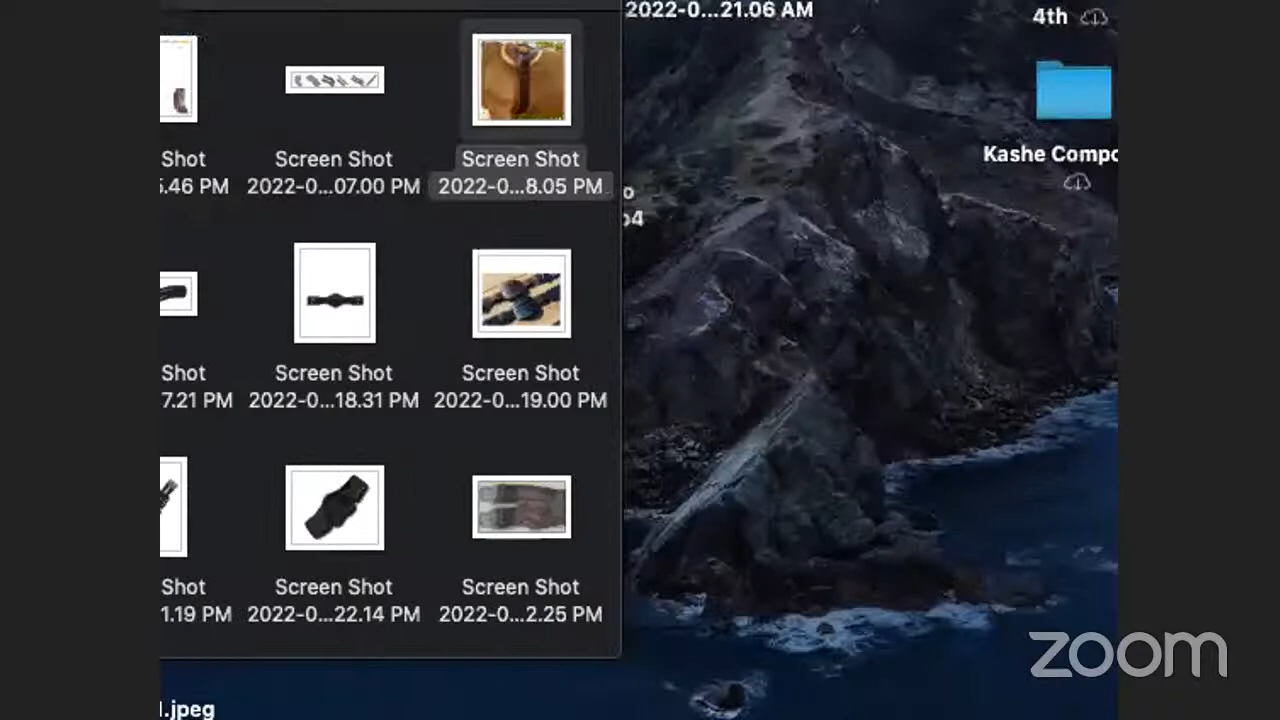 2022-0...21.06 AM
4th
Shot
Screen Shot
Screen Shot
5.46 PM
2022-0...07.00 PM
2022-0...8.05 PM
Kashe Compo
o
p4
Shot
Screen Shot
Screen Shot
7.21 PM
2022-0...18.31 PM
2022-0...19.00 PM
Shot
Screen Shot
Screen Shot
1.19 PM
2022-0...22.14 PM
2022-0...2.25 PM
zoom
.jpeg